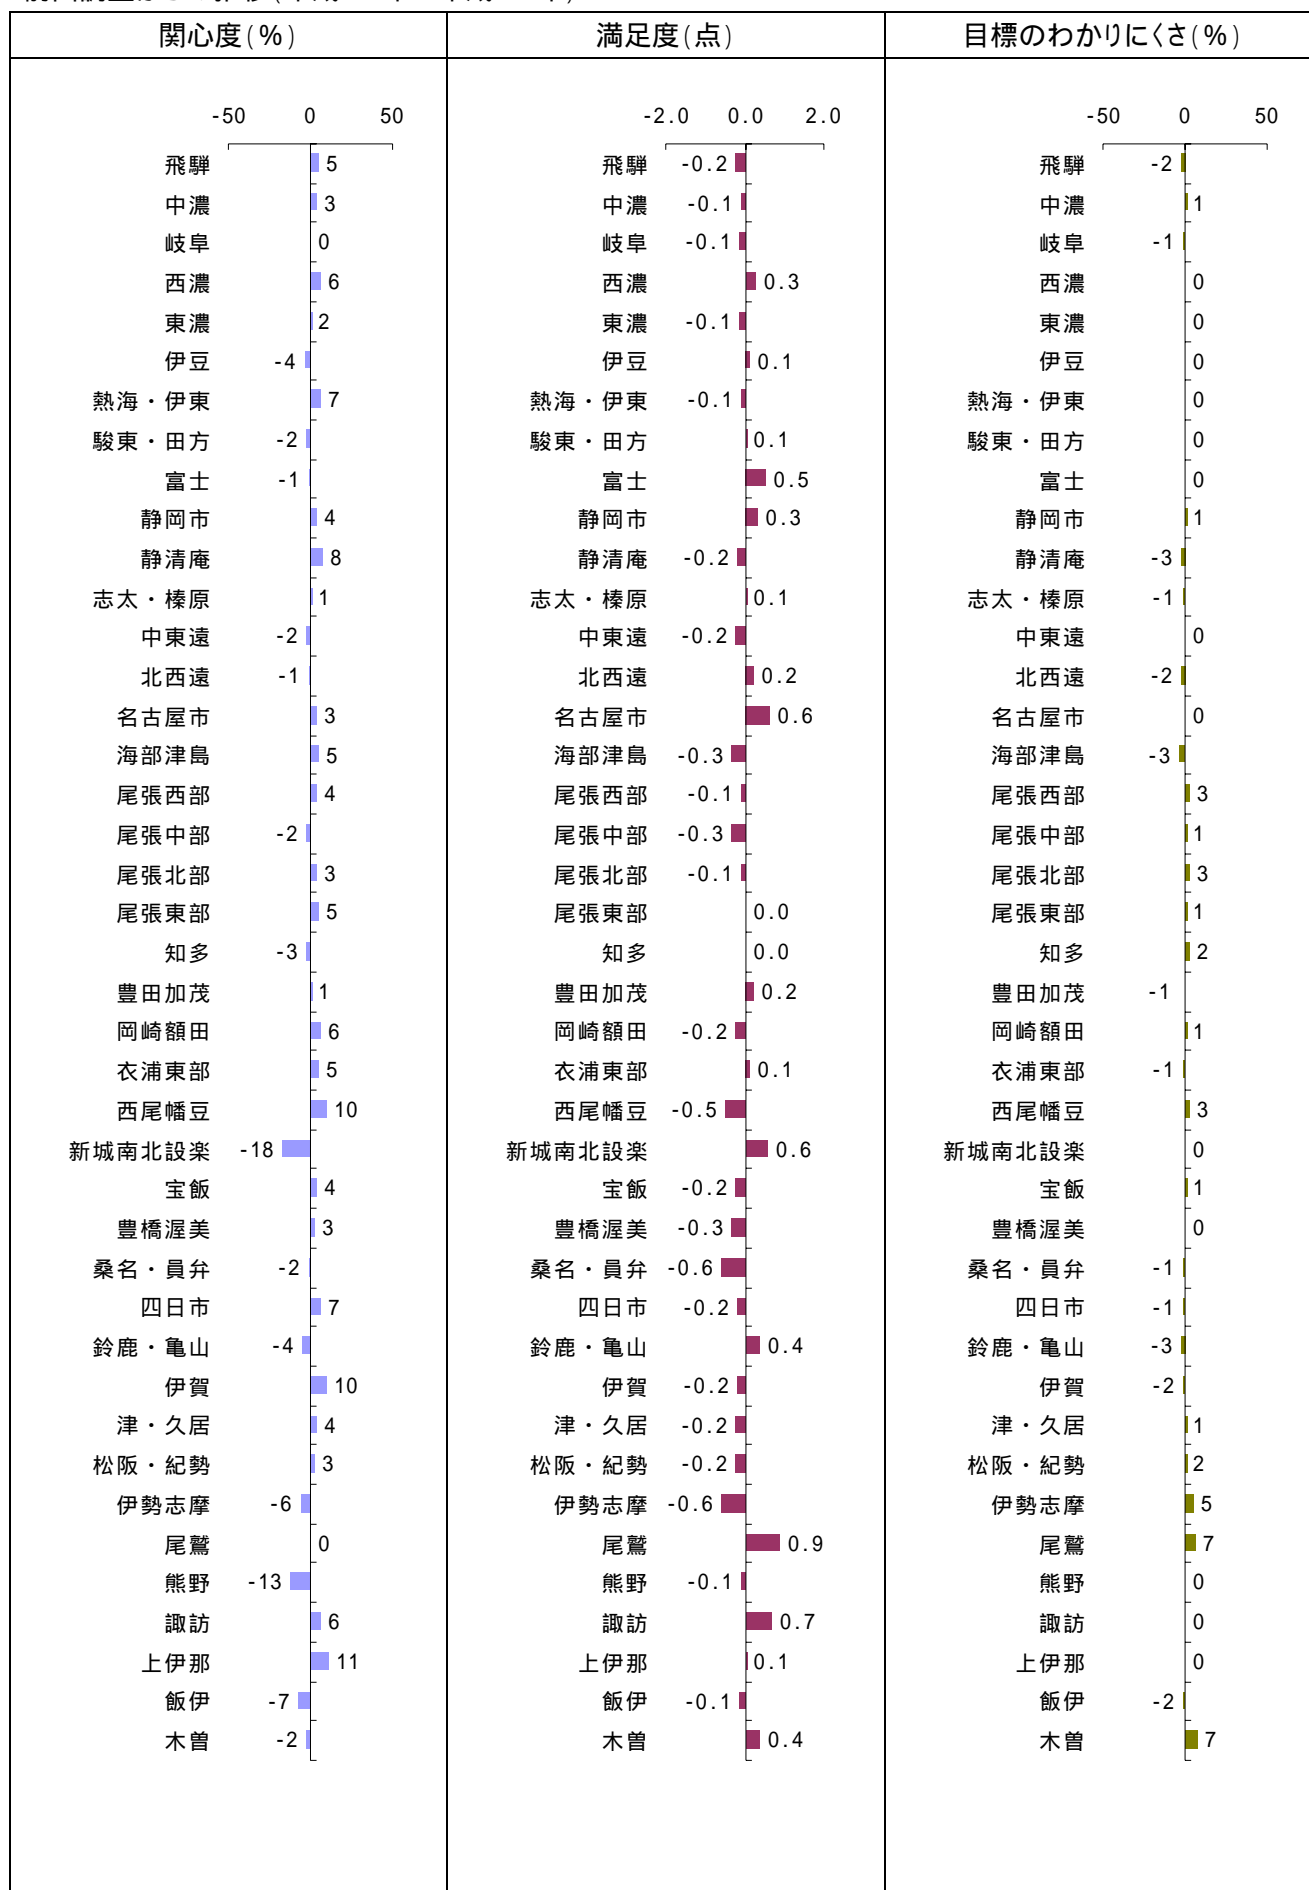 関心度(%) 満足度(点) 目標のわかりにくさ(%)
-50 0 50 -2.0 0.0 2.0 -50 0 50
飛騨 5 飛騨 -0.2 飛騨 -2
中濃 3 中濃 -0.1 中濃 1
岐阜 0 岐阜 -0.1 岐阜 -1
西濃 6 西濃 0.3 西濃 0
東濃 2 東濃 -0.1 東濃 0
伊豆 -4 伊豆 0.1 伊豆 0
熱海・伊東 7 熱海・伊東 -0.1 熱海・伊東 0
駿東・田方 -2 駿東・田方 0.1 駿東・田方 0
富士 -1 富士 0.5 富士 0
静岡市 4 静岡市 0.3 静岡市 1
静清庵 8 静清庵 -0.2 静清庵 -3
志太・榛原 1 志太・榛原 0.1 志太・榛原 -1
中東遠 -2 中東遠 -0.2 中東遠 0
北西遠 -1 北西遠 0.2 北西遠 -2
名古屋市 3 名古屋市 0.6 名古屋市 0
海部津島 5 海部津島 -0.3 海部津島 -3
尾張西部 4 尾張西部 -0.1 尾張西部 3
尾張中部 -2 尾張中部 -0.3 尾張中部 1
尾張北部 3 尾張北部 -0.1 尾張北部 3
尾張東部 5 尾張東部 0.0 尾張東部 1
知多 -3 知多 0.0 知多 2
豊田加茂 1 豊田加茂 0.2 豊田加茂 -1
岡崎額田 6 岡崎額田 -0.2 岡崎額田 1
衣浦東部 5 衣浦東部 0.1 衣浦東部 -1
西尾幡豆 10 西尾幡豆 -0.5 西尾幡豆 3
新城南北設楽 -18 新城南北設楽 0.6 新城南北設楽 0
宝飯 4 宝飯 -0.2 宝飯 1
豊橋渥美 3 豊橋渥美 -0.3 豊橋渥美 0
桑名・員弁 -2 桑名・員弁 -0.6 桑名・員弁 -1
四日市 7 四日市 -0.2 四日市 -1
鈴鹿・亀山 -4 鈴鹿・亀山 0.4 鈴鹿・亀山 -3
伊賀 10 伊賀 -0.2 伊賀 -2
津・久居 4 津・久居 -0.2 津・久居 1
松阪・紀勢 3 松阪・紀勢 -0.2 松阪・紀勢 2
伊勢志摩 -6 伊勢志摩 -0.6 伊勢志摩 5
尾鷲 0 尾鷲 0.9 尾鷲 7
熊野 -13 熊野 -0.1 熊野 0
諏訪 6 諏訪 0.7 諏訪 0
上伊那 11 上伊那 0.1 上伊那 0
飯伊 -7 飯伊 -0.1 飯伊 -2
木曽 -2 木曽 0.4 木曽 7